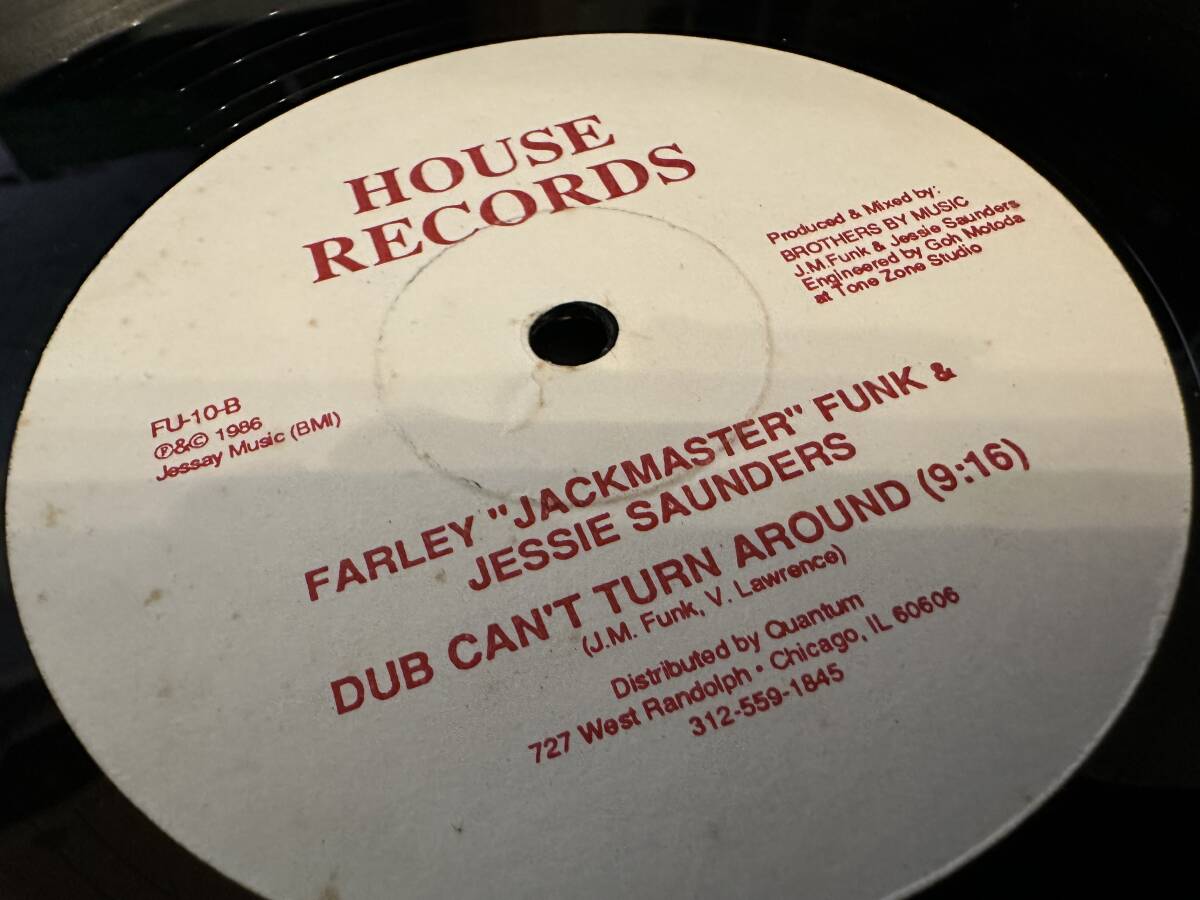 HOUSE
RECORDS
Produced & Mixed by:
BROTHERS BY MUSIC
J.M.Funk & Jessie Saunders
Engineered by Goh Motoda
at Tone Zone Studio
FU-10-B
℗&© 1986
Jessay Music (BMI)
FARLEY "JACKMASTER" FUNK &
JESSIE SAUNDERS
DUB CAN'T TURN AROUND (9:16)
(J.M. Funk, V. Lawrence)
Distributed by Quantum
727 West Randolph • Chicago, IL 60606
312-559-1845